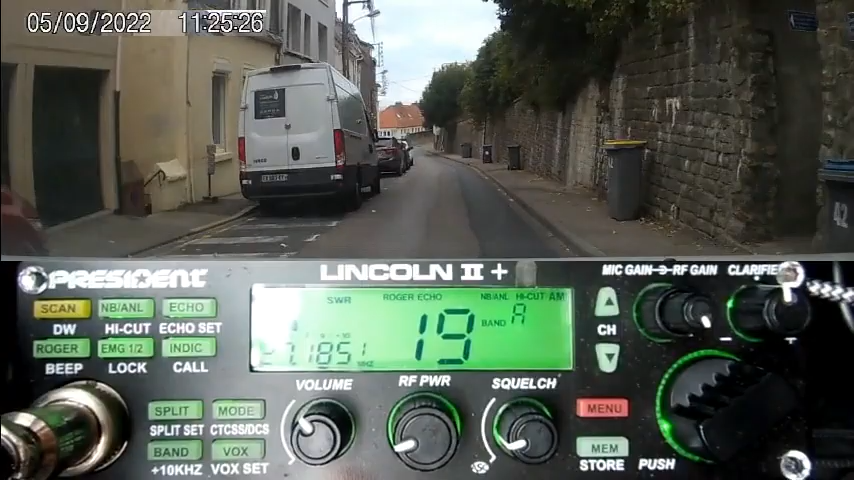 05/09/2022 11:25:26
IVECO
42
PRESIDENT
LINCOLN II +
MIC GAIN RF GAIN CLARIFIER
SCAN NB/ANL ECHO
DW HI-CUT ECHO SET
ROGER EMG 1/2 INDIC
BEEP LOCK CALL
SWR ROGER ECHO NB/ANL HI-CUT AM
19 BAND A
27.1851 MHZ
CH
VOLUME RF PWR SQUELCH
SPLIT MODE
SPLIT SET CTCSS/DCS
BAND VOX
+10KHZ VOX SET
MENU
MEM
STORE PUSH